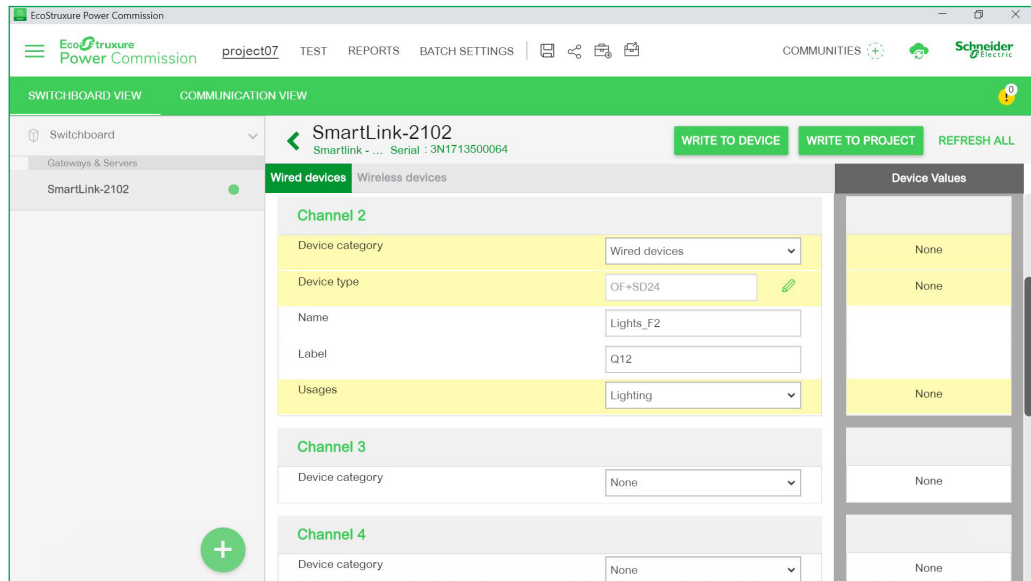 EcoStruxure Power Commission
EcoStruxure
Power Commission
project07 TEST REPORTS BATCH SETTINGS COMMUNITIES Schneider
Electric
SWITCHBOARD VIEW COMMUNICATION VIEW 0
Switchboard
Gateways & Servers
SmartLink-2102
SmartLink-2102
Smartlink - ... Serial : 3N1713500064
WRITE TO DEVICE WRITE TO PROJECT REFRESH ALL
Wired devices Wireless devices Device Values
Channel 2
Device category Wired devices None
Device type OF+SD24 None
Name Lights_F2
Label Q12
Usages Lighting None
Channel 3
Device category None None
Channel 4
Device category None None